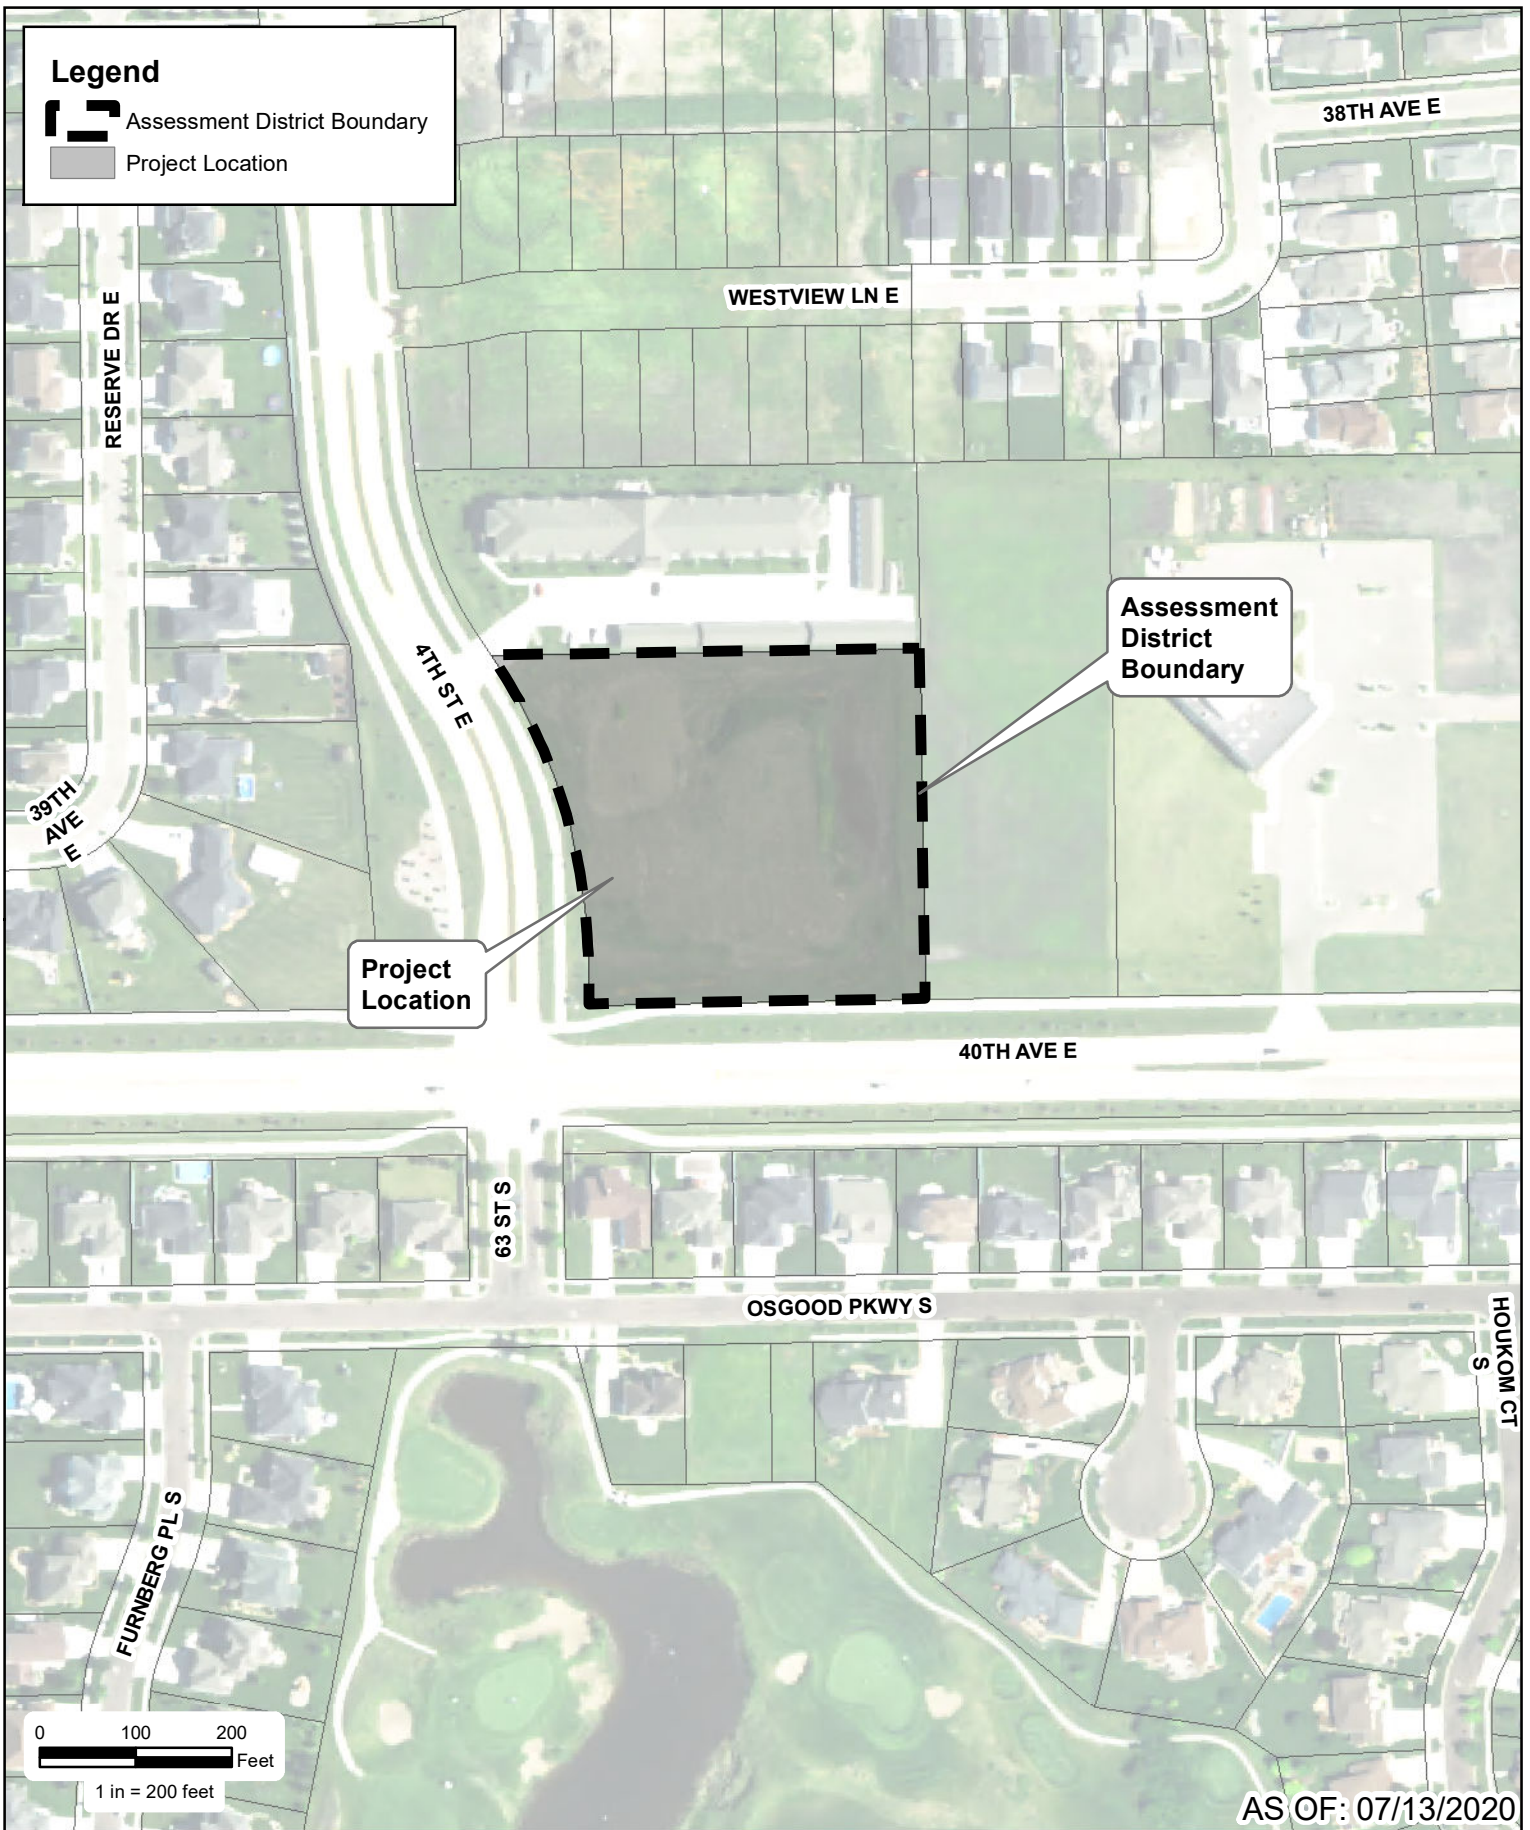 Legend
Assessment District Boundary
Project Location
38TH AVE E
WESTVIEW LN E
RESERVE DR E
Assessment
District
Boundary
4TH ST E
39TH
AVE
E
Project
Location
40TH AVE E
63 ST S
OSGOOD PKWY S
HOUKOM CT
S
FURNBERG PL S
0 100 200
Feet
1 in = 200 feet
AS OF: 07/13/2020